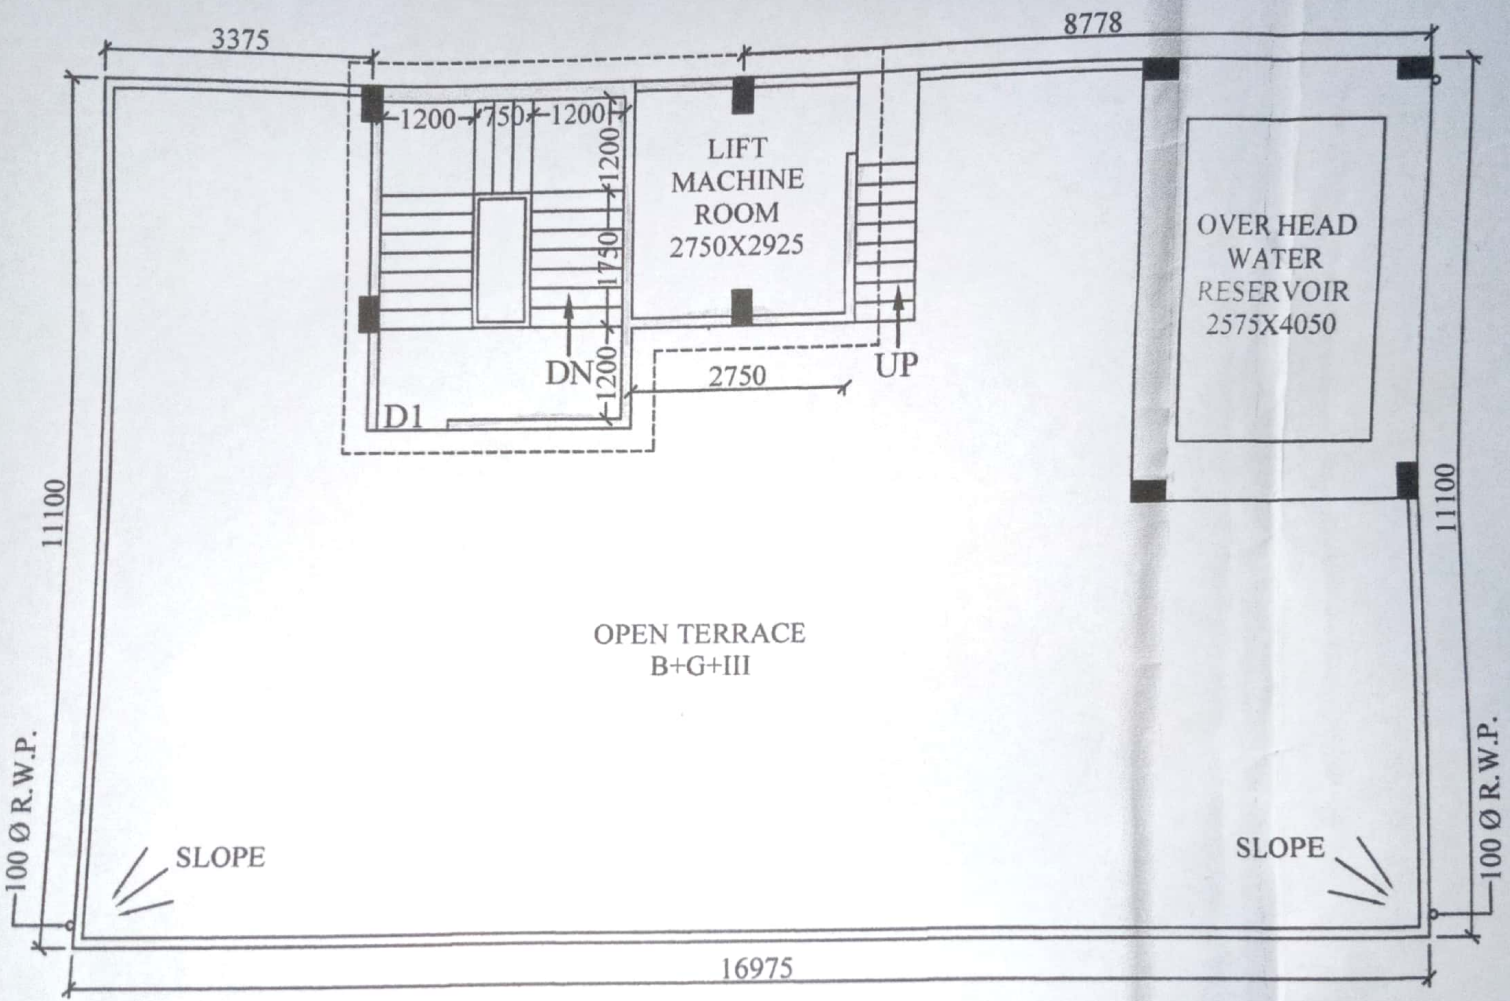 3375
8778
1200
750
1200
1200
LIFT
MACHINE
ROOM
2750X2925
OVER HEAD
WATER
RESERVOIR
2575X4050
1750
DN
1200
UP
2750
D1
11100
11100
OPEN TERRACE
B+G+III
100 Ø R.W.P.
100 Ø R.W.P.
SLOPE
SLOPE
16975